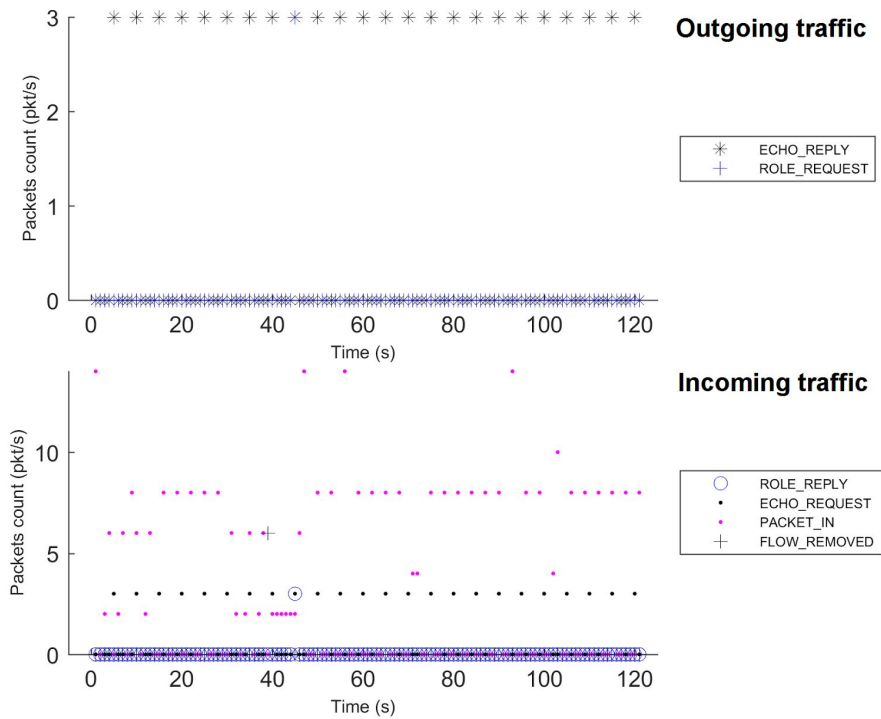 Outgoing traffic
3
2
1
0
Packets count (pkt/s)
0 20 40 60 80 100 120
Time (s)
ECHO_REPLY
ROLE_REQUEST
Incoming traffic
10
5
0
Packets count (pkt/s)
0 20 40 60 80 100 120
Time (s)
ROLE_REPLY
ECHO_REQUEST
PACKET_IN
FLOW_REMOVED